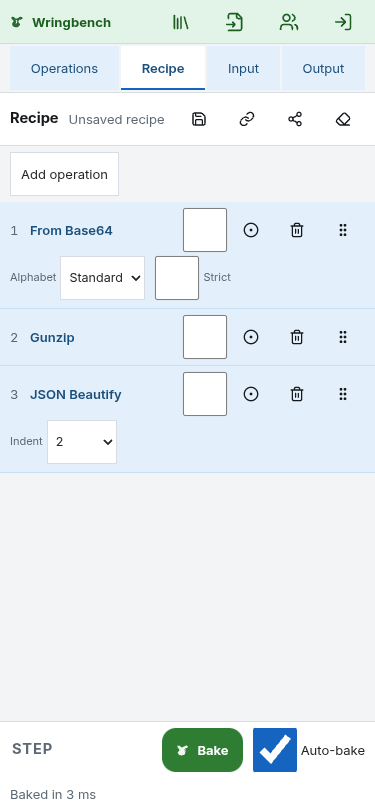 Wringbench
Operations Recipe Input Output
Recipe Unsaved recipe
Add operation
1 From Base64
Alphabet Standard Strict
2 Gunzip
3 JSON Beautify
Indent 2
STEP Bake Auto-bake
Baked in 3 ms